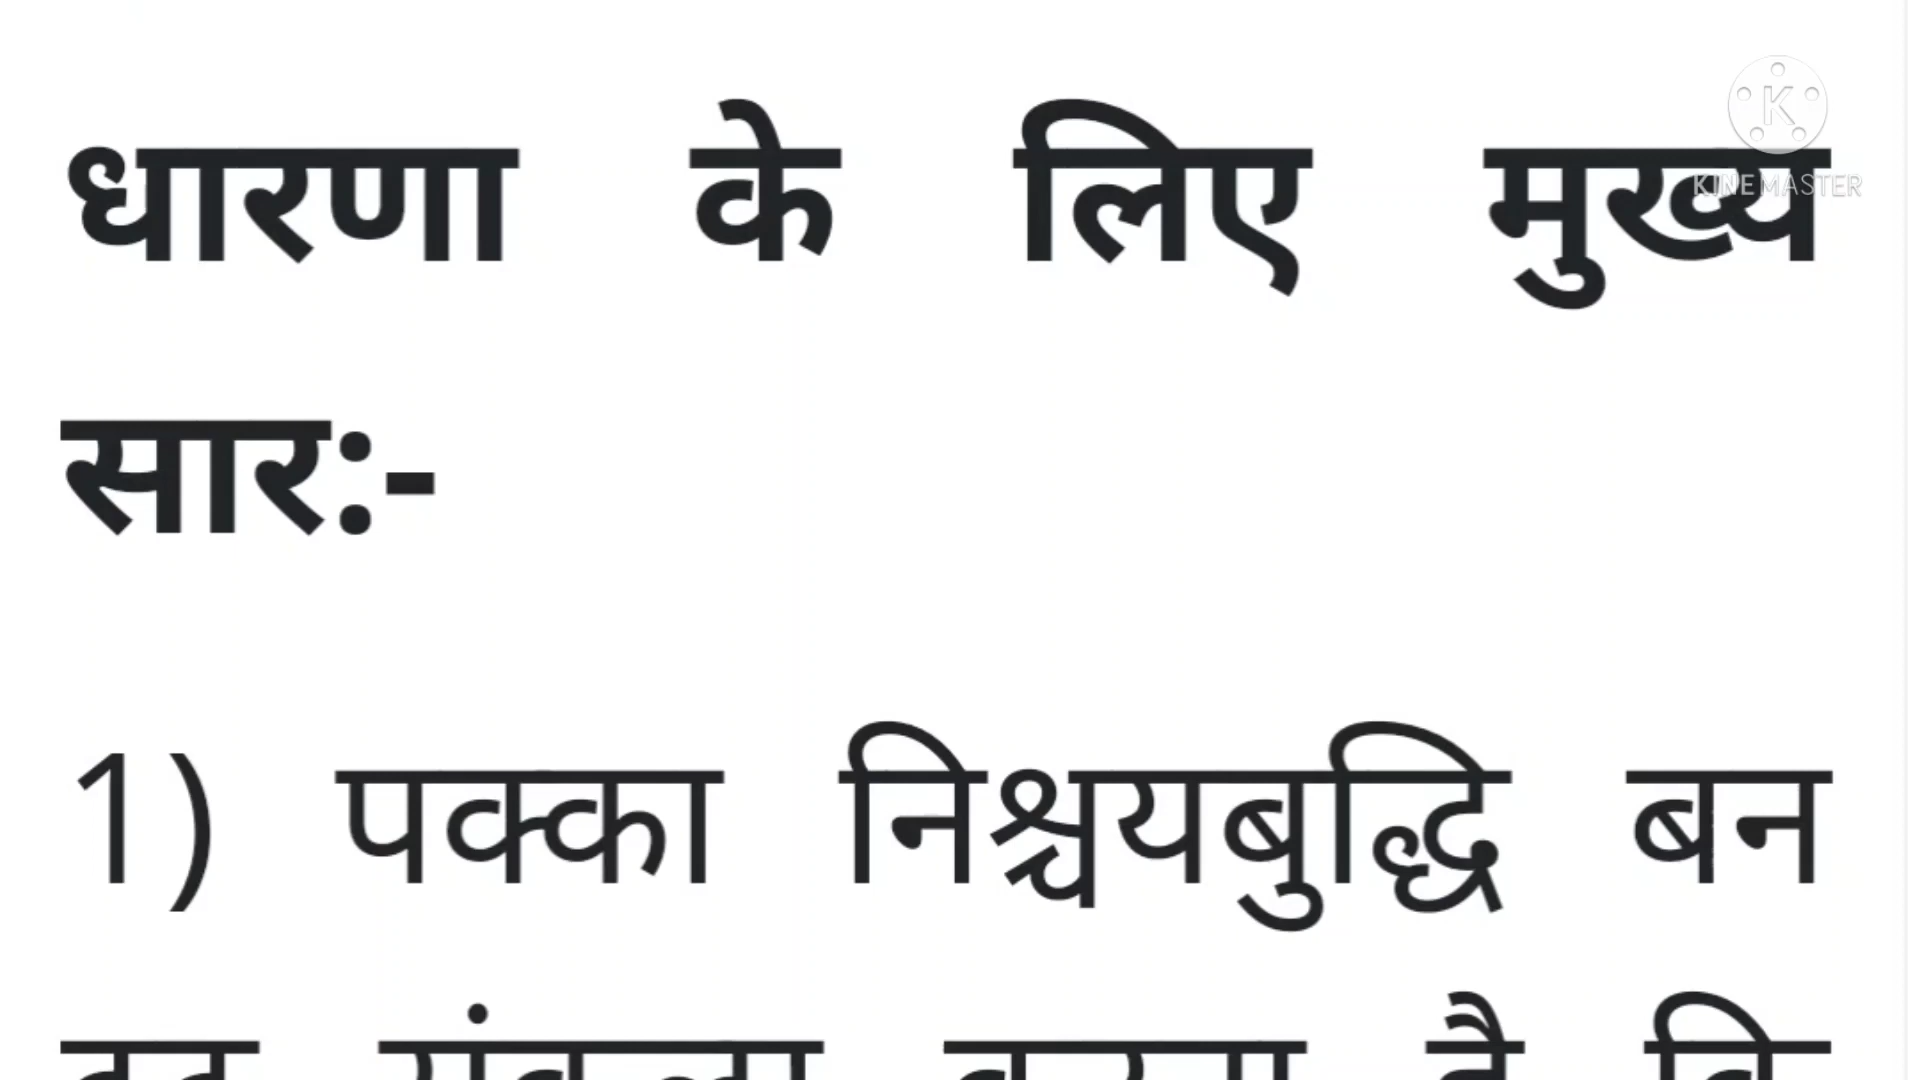 धारणा के लिए मुख्य
KINEMASTER
सार:-
1) पक्का निश्चयबुद्धि बन